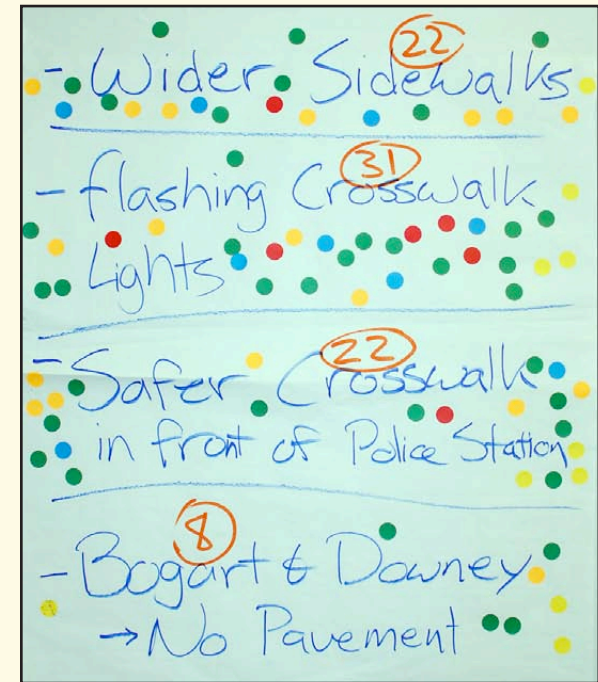 22
- Wider Sidewalks
31
- flashing Crosswalk
Lights
22
- Safer Crosswalk
in front of Police Station
8
- Bogart & Downey
→ No Pavement